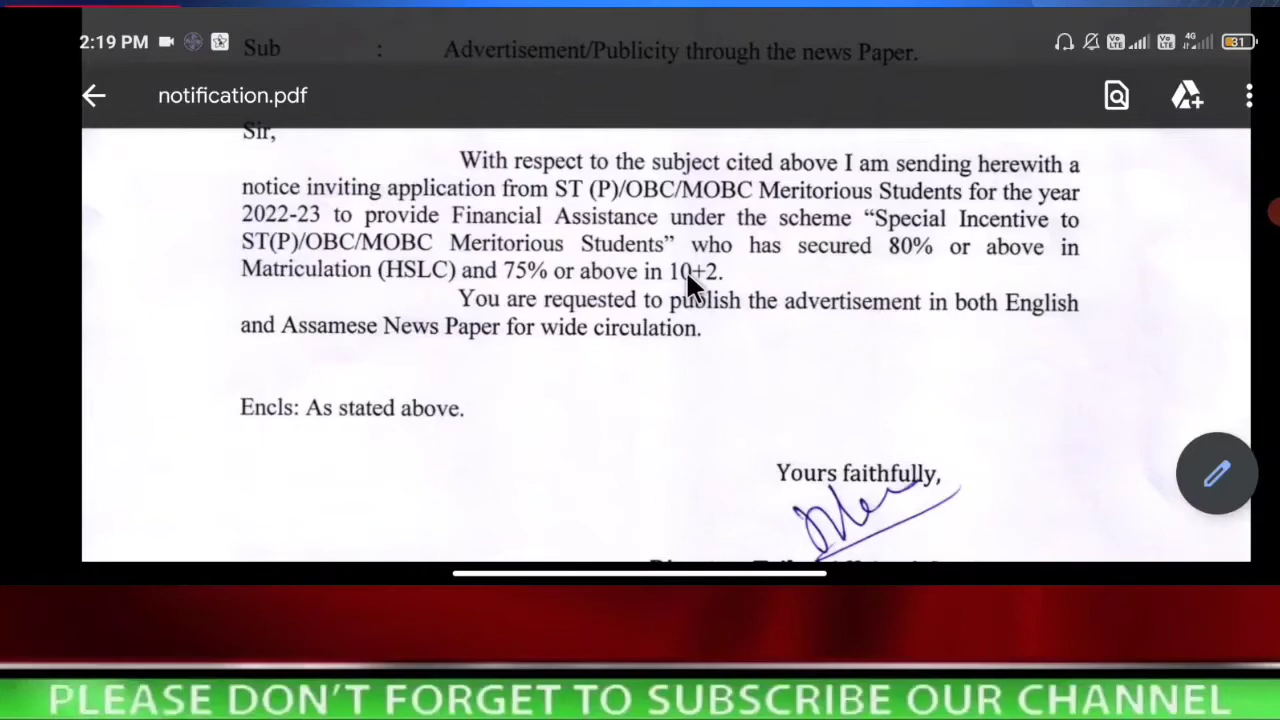 2:19 PM
4G
31
Sub : Advertisement/Publicity through the news Paper.
notification.pdf
Sir,
With respect to the subject cited above I am sending herewith a
notice inviting application from ST (P)/OBC/MOBC Meritorious Students for the year
2022-23 to provide Financial Assistance under the scheme “Special Incentive to
ST(P)/OBC/MOBC Meritorious Students” who has secured 80% or above in
Matriculation (HSLC) and 75% or above in 10+2.
You are requested to publish the advertisement in both English
and Assamese News Paper for wide circulation.
Encls: As stated above.
Yours faithfully,
PLEASE DON’T FORGET TO SUBSCRIBE OUR CHANNEL